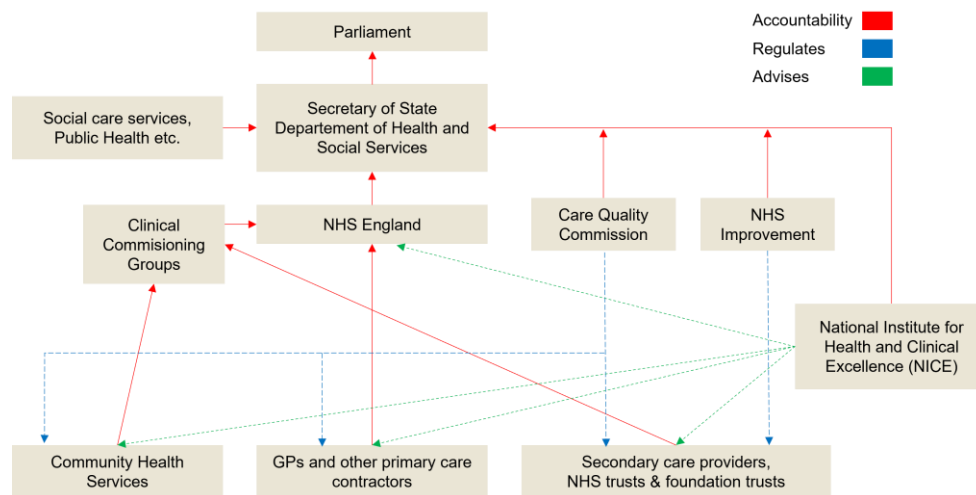 Parliament
Accountability
Regulates
Advises
Social care services,
Public Health etc.
Secretary of State
Departement of Health and
Social Services
Clinical
Commisioning
Groups
NHS England
Care Quality
Commission
NHS
Improvement
National Institute for
Health and Clinical
Excellence (NICE)
Community Health
Services
GPs and other primary care
contractors
Secondary care providers,
NHS trusts & foundation trusts